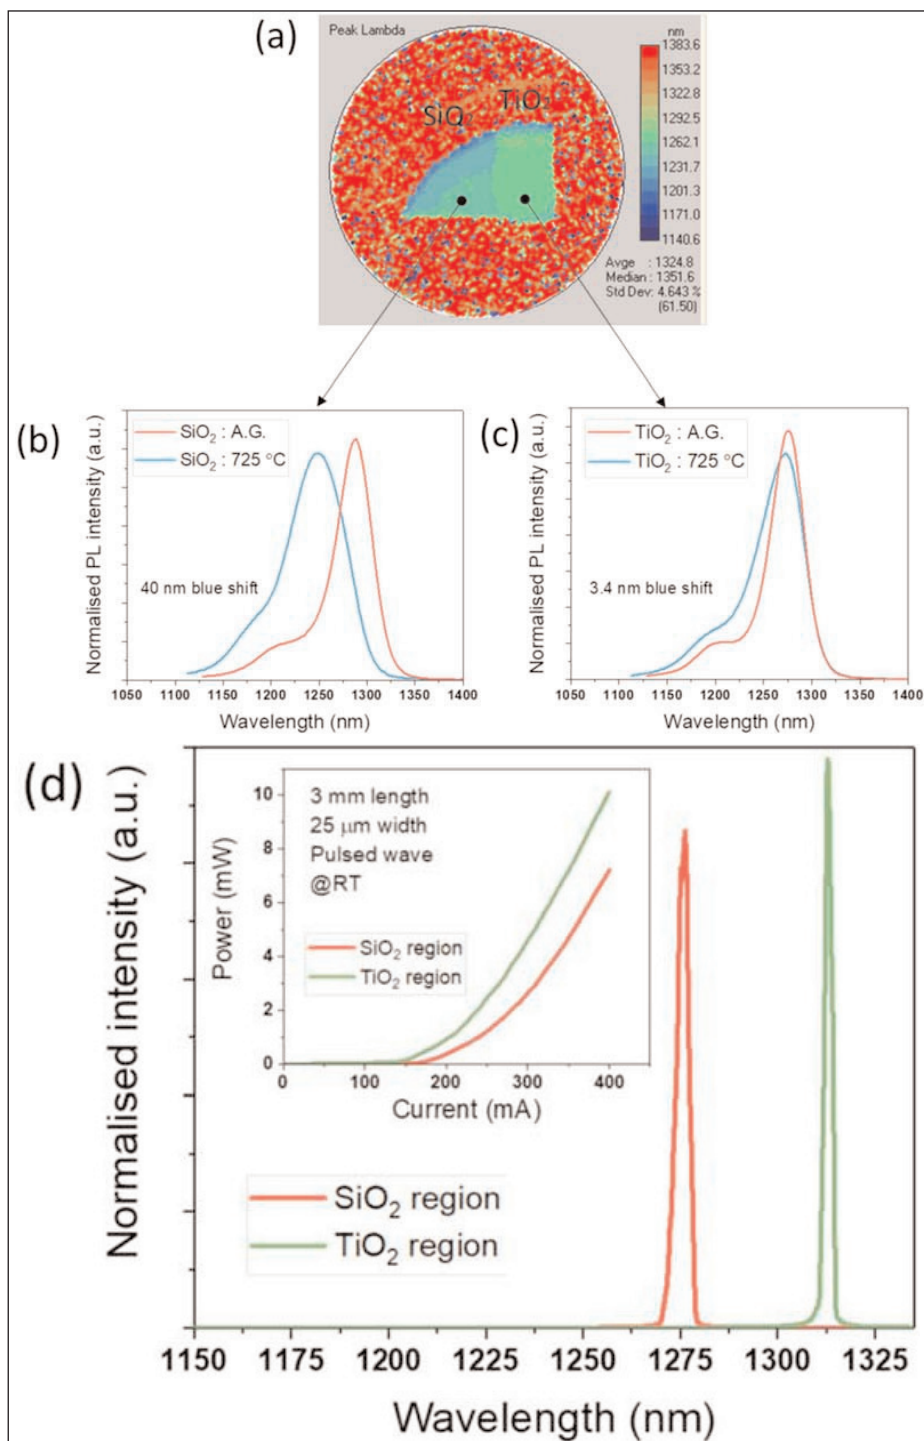 (a)
Peak Lambda
nm
1383.6
1353.2
1322.8
1292.5
1262.1
1231.7
1201.3
1171.0
1140.6
SiO2
TiO2
Avge : 1324.8
Median : 1351.6
Std Dev: 4.643 %
(61.50)
(b)
Normalised PL intensity (a.u.)
SiO2 : A.G.
SiO2 : 725 °C
40 nm blue shift
1050 1100 1150 1200 1250 1300 1350 1400
Wavelength (nm)
(c)
Normalised PL intensity (a.u.)
TiO2 : A.G.
TiO2 : 725 °C
3.4 nm blue shift
1050 1100 1150 1200 1250 1300 1350 1400
Wavelength (nm)
(d)
Normalised intensity (a.u.)
Power (mW)
10
8
6
4
2
0
3 mm length
25 μm width
Pulsed wave
@RT
SiO2 region
TiO2 region
0 100 200 300 400
Current (mA)
SiO2 region
TiO2 region
1150 1175 1200 1225 1250 1275 1300 1325
Wavelength (nm)